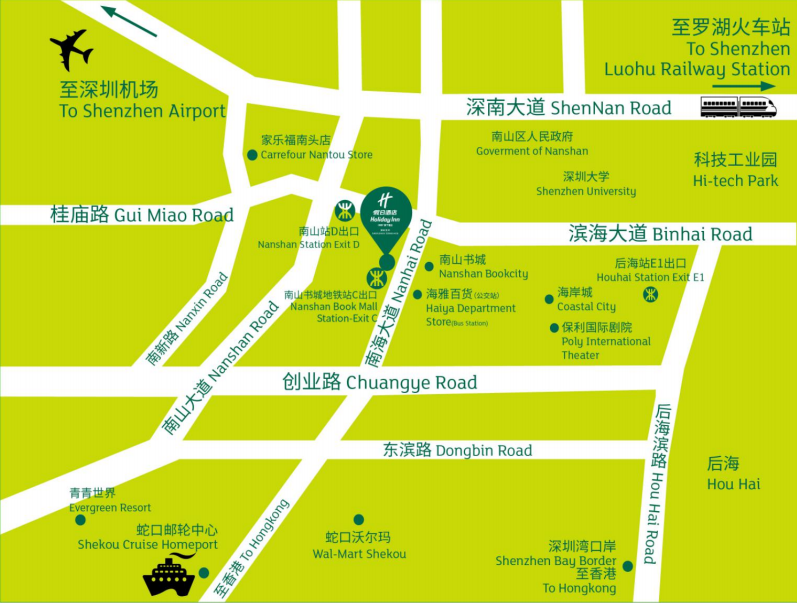 至罗湖火车站
To Shenzhen
Luohu Railway Station
至深圳机场
To Shenzhen Airport
深南大道 ShenNan Road
家乐福南头店
Carrefour Nantou Store
南山区人民政府
Goverment of Nanshan
科技工业园
Hi-tech Park
深圳大学
Shenzhen University
桂庙路 Gui Miao Road
假日酒店
Holiday Inn
南山站D出口
Nanshan Station Exit D
滨海大道 Binhai Road
南山书城
Nanshan Bookcity
后海站E1出口
Houhai Station Exit E1
南山书城地铁站C出口
Nanshan Book Mall
Station-Exit C
海雅百货(公交站)
Haiya Department
Store(Bus Station)
海岸城
Coastal City
保利国际剧院
Poly International
Theater
南新路 Nanxin Road
南山大道 Nanshan Road
南海大道 Nanhai Road
创业路 Chuangye Road
东滨路 Dongbin Road
后海滨路 Hou Hai Road
后海
Hou Hai
青青世界
Evergreen Resort
蛇口邮轮中心
Shekou Cruise Homeport
至香港 To Hongkong
蛇口沃尔玛
Wal-Mart Shekou
深圳湾口岸
Shenzhen Bay Border
至香港
To Hongkong